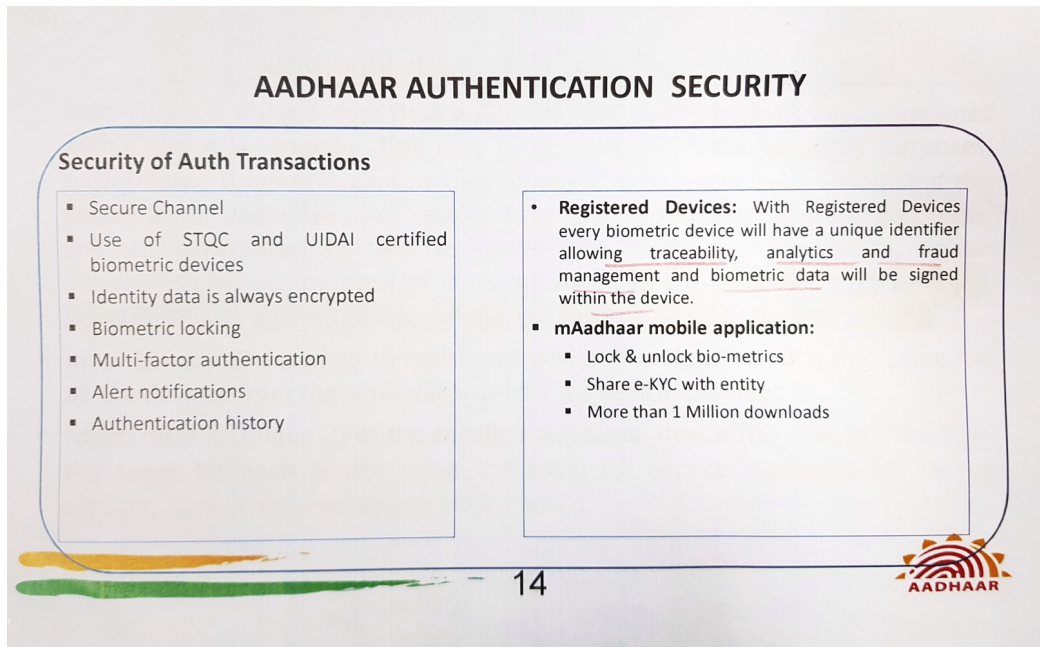 AADHAAR AUTHENTICATION SECURITY
Security of Auth Transactions
▪ Secure Channel
▪ Use of STQC and UIDAI certified
biometric devices
▪ Identity data is always encrypted
▪ Biometric locking
▪ Multi-factor authentication
▪ Alert notifications
▪ Authentication history
• Registered Devices: With Registered Devices
every biometric device will have a unique identifier
allowing traceability, analytics and fraud
management and biometric data will be signed
within the device.
▪ mAadhaar mobile application:
▪ Lock & unlock bio-metrics
▪ Share e-KYC with entity
▪ More than 1 Million downloads
14
AADHAAR